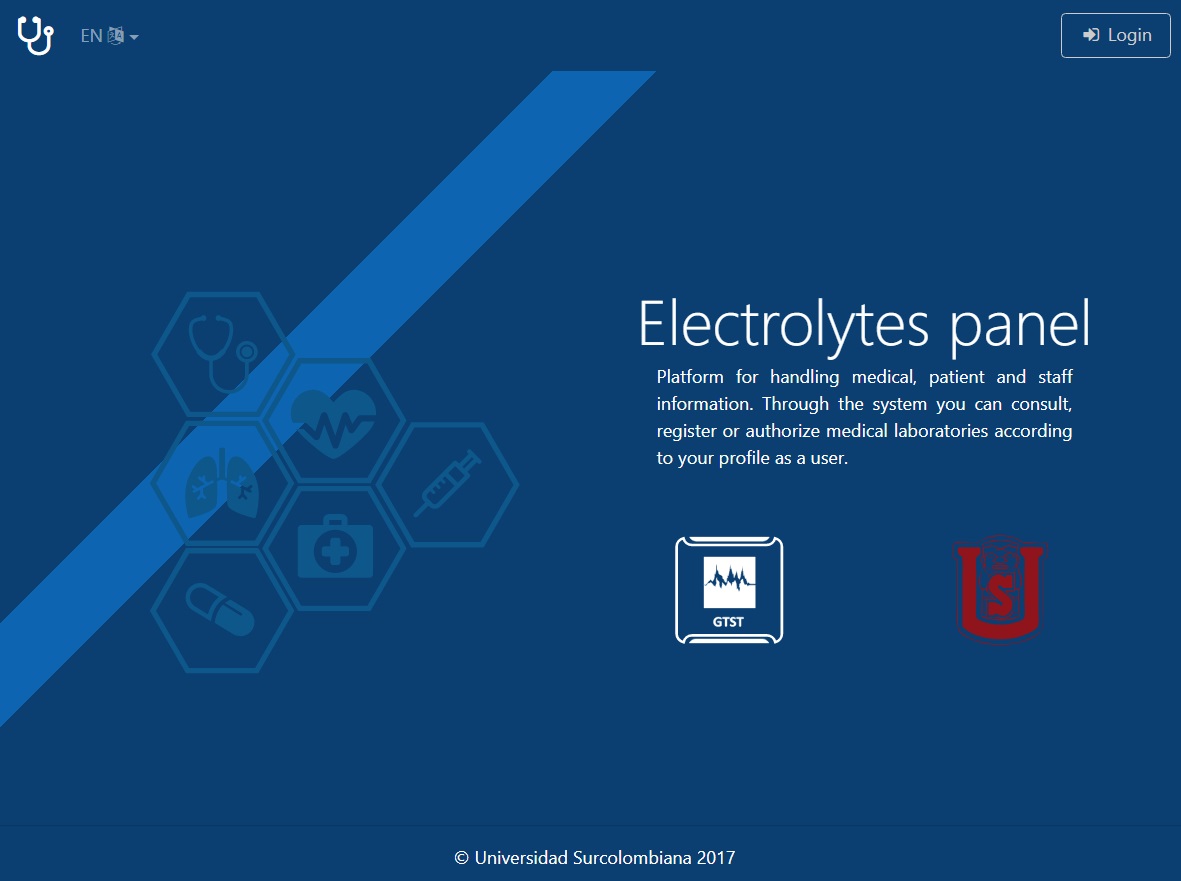 EN
Login
Electrolytes panel
Platform for handling medical, patient and staff
information. Through the system you can consult,
register or authorize medical laboratories according
to your profile as a user.
GTST
US
© Universidad Surcolombiana 2017